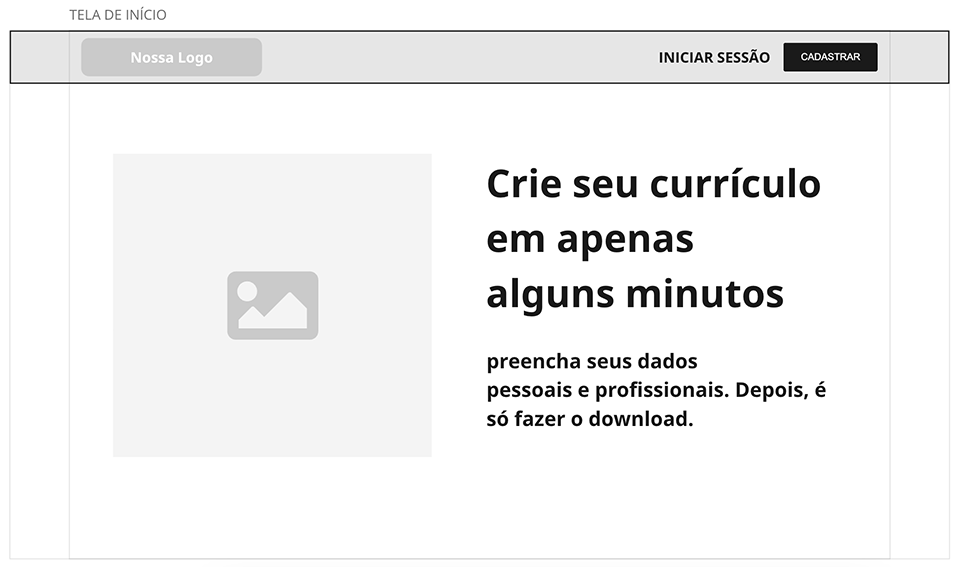 TELA DE INÍCIO
Nossa Logo
INICIAR SESSÃO
CADASTRAR
Crie seu currículo
em apenas
alguns minutos
preencha seus dados
pessoais e profissionais. Depois, é
só fazer o download.